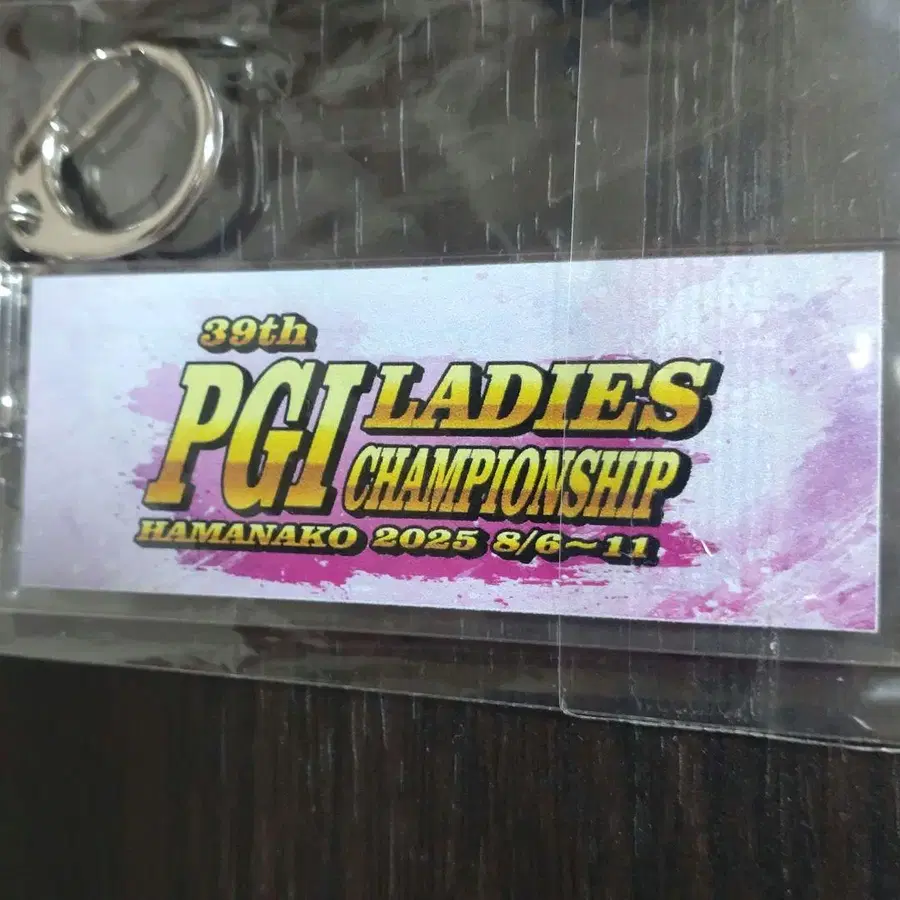 39th
PGI LADIES
CHAMPIONSHIP
HAMANAKO 2025 8/6~11